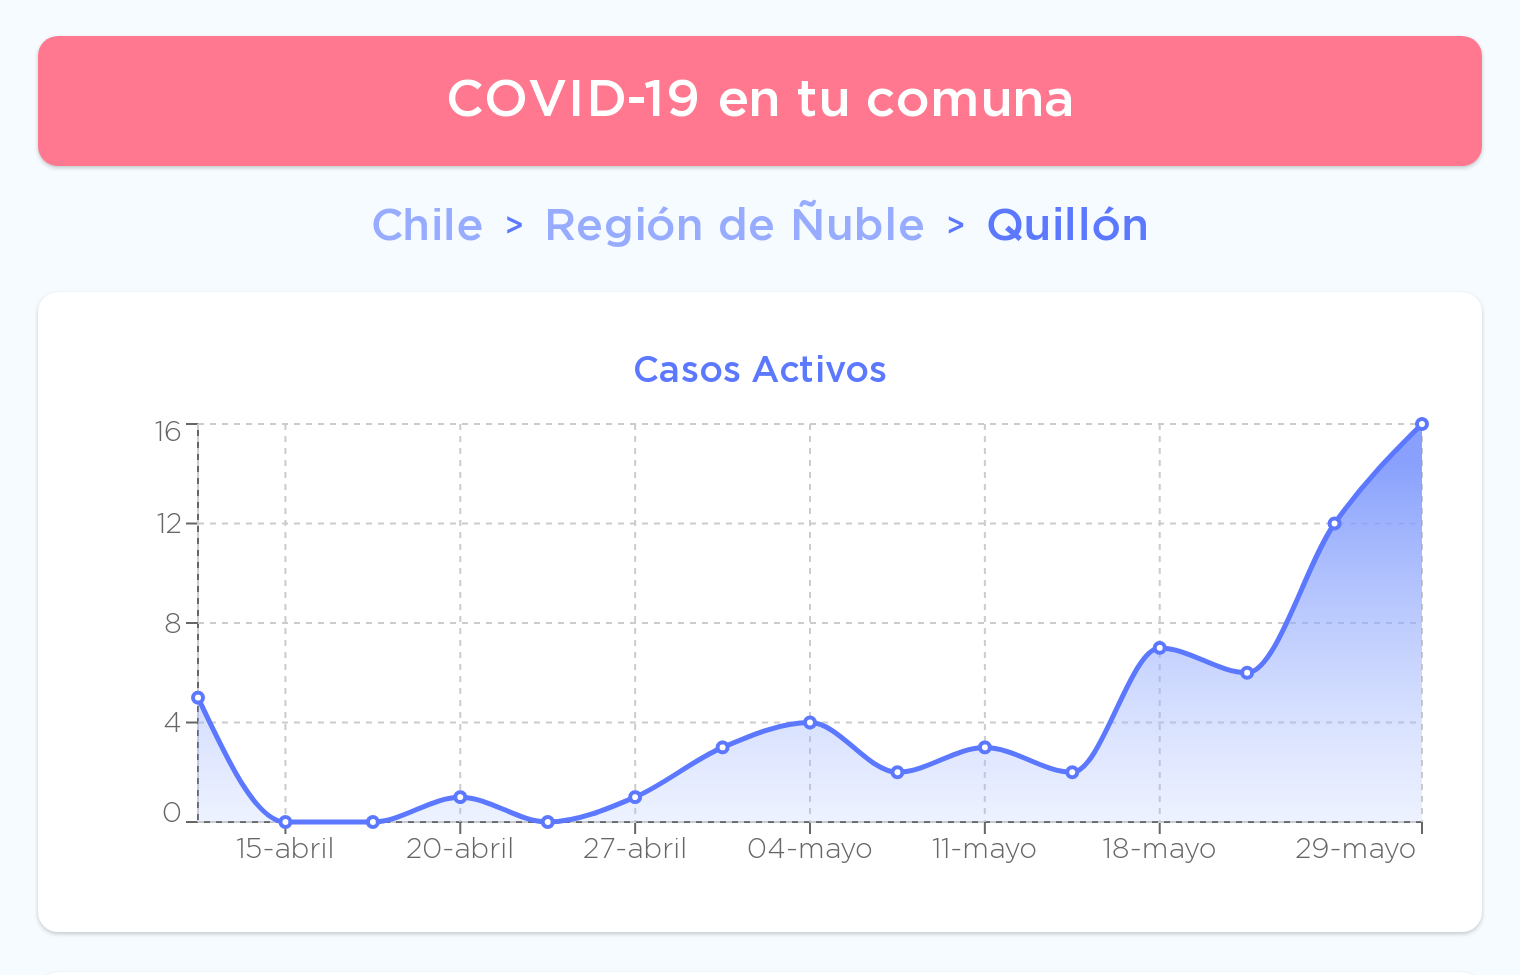 COVID-19 en tu comuna
Chile > Región de Ñuble > Quillón
Casos Activos
16
12
8
4
0
15-abril 20-abril 27-abril 04-mayo 11-mayo 18-mayo 29-mayo